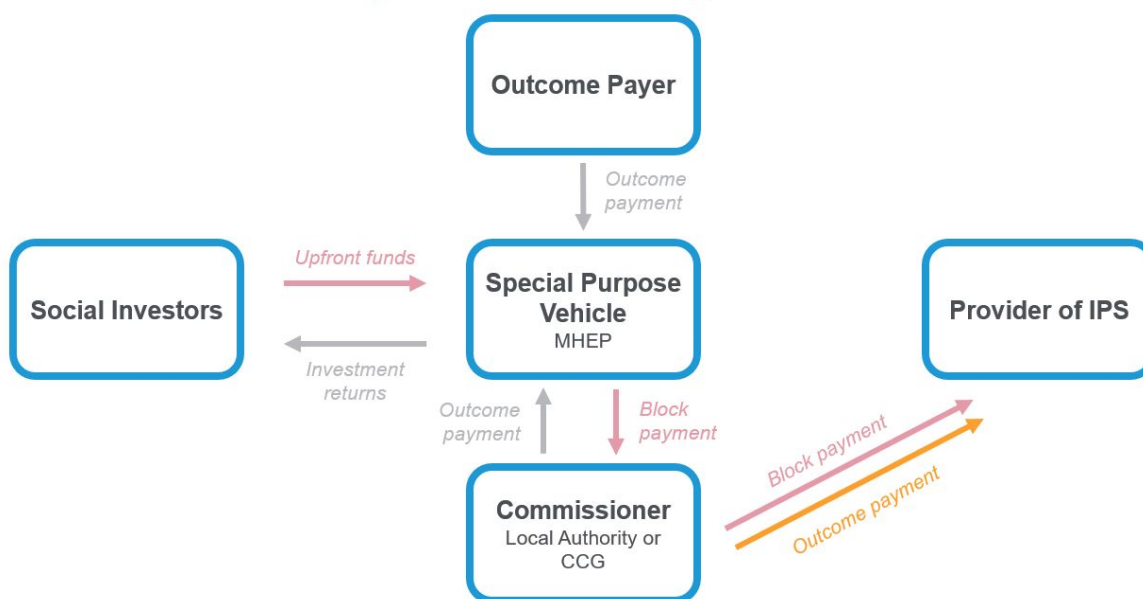 Outcome Payer
Outcome
payment
Social Investors
Upfront funds
Investment
returns
Special Purpose
Vehicle
MHEP
Provider of IPS
Outcome
payment
Block
payment
Commissioner
Local Authority or
CCG
Block payment
Outcome payment